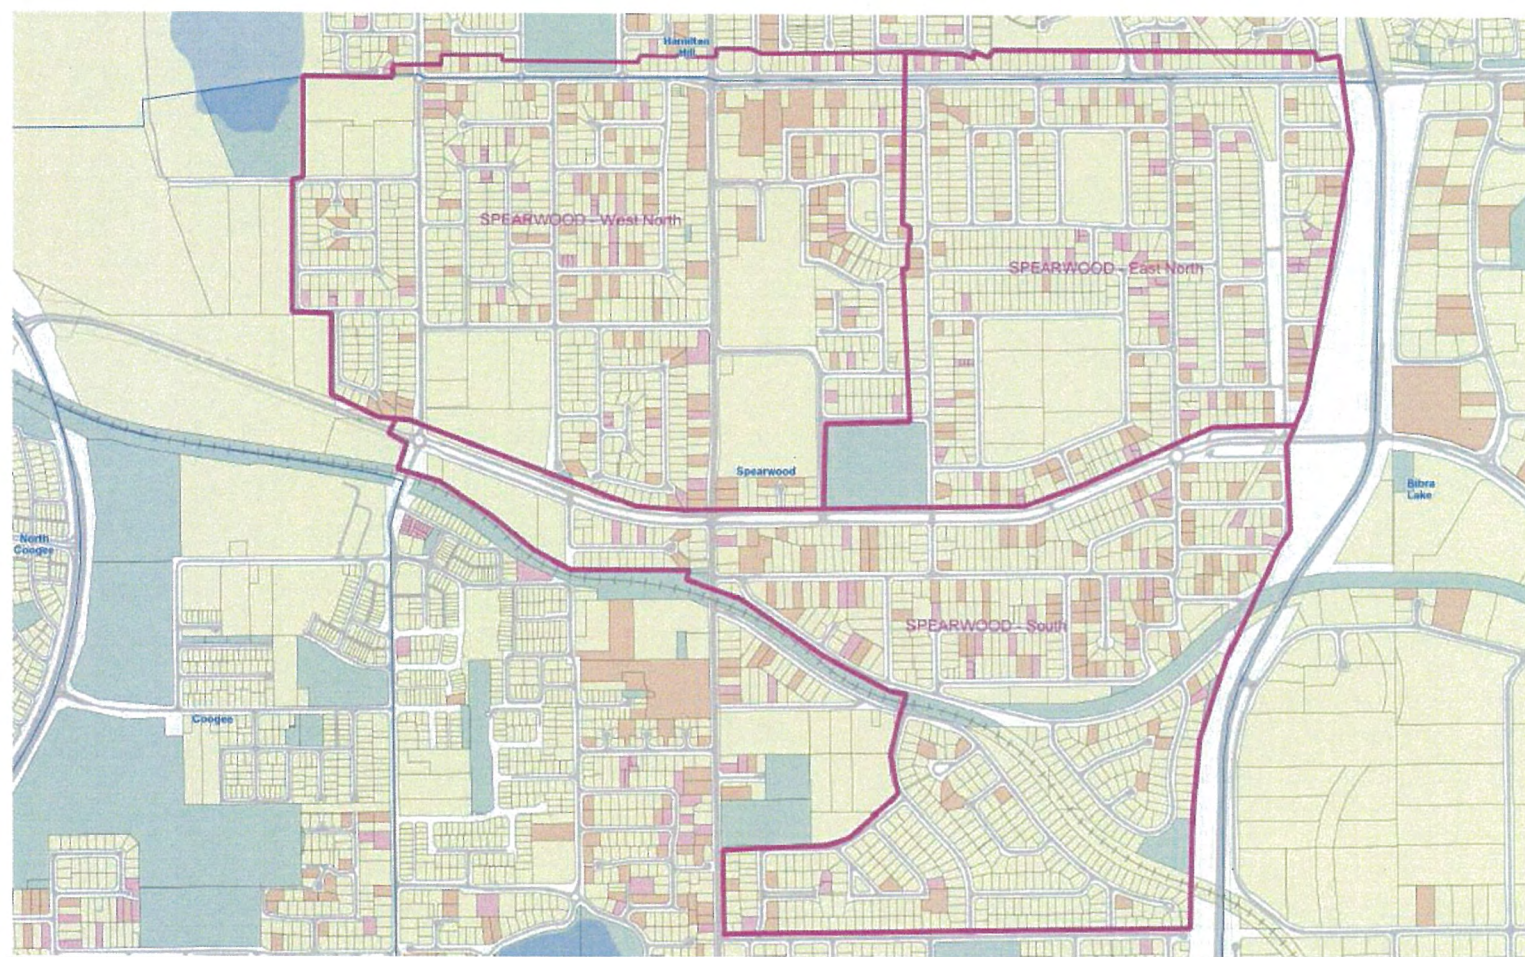 Hamilton
Hill
SPEARWOOD - West North
SPEARWOOD - East North
Spearwood
Bibra
Lake
North
Coogee
SPEARWOOD - South
Coogee